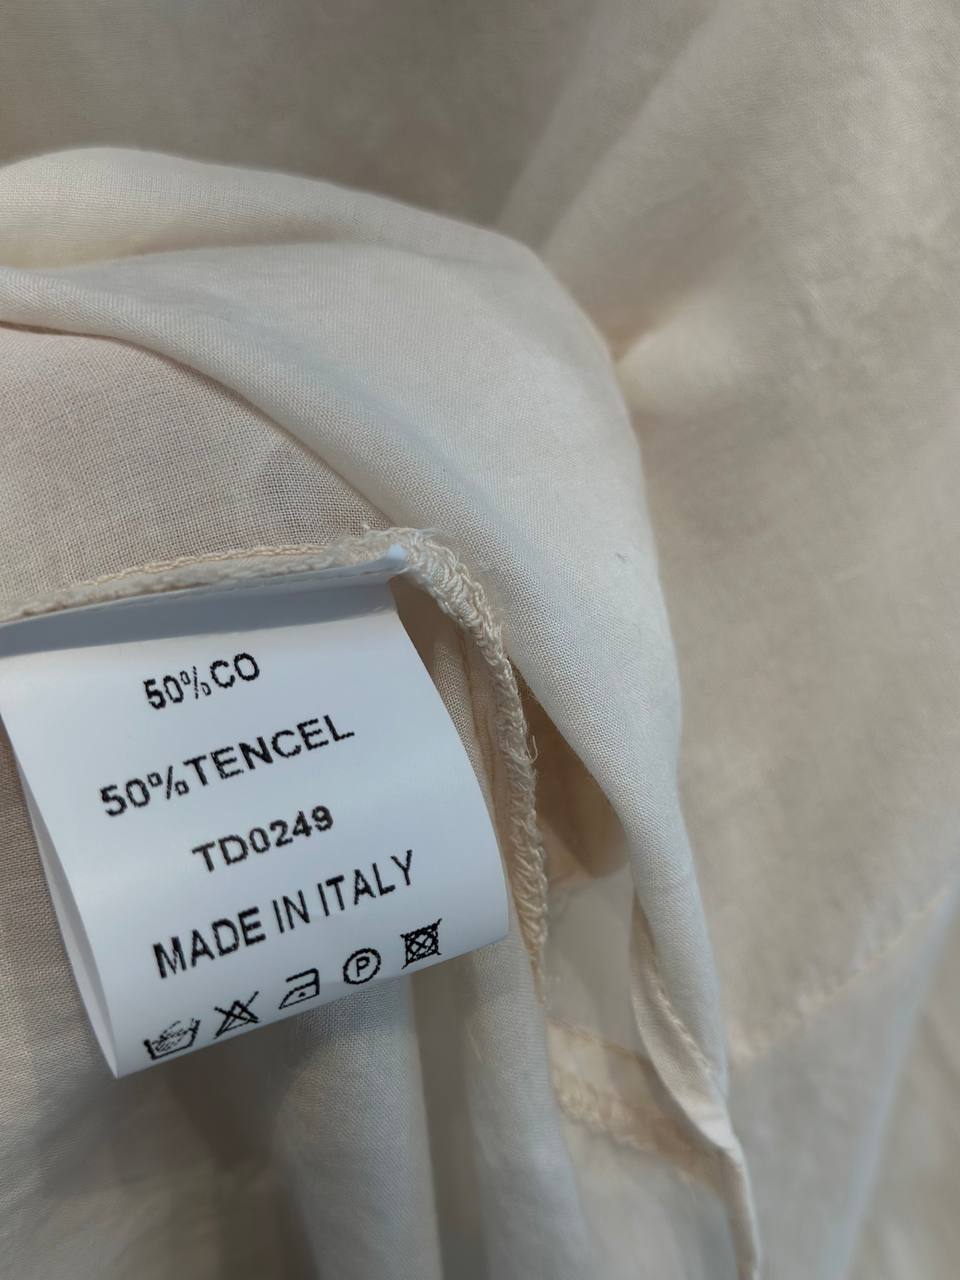 50%CO
50%TENCEL
TD0249
MADE IN ITALY
P